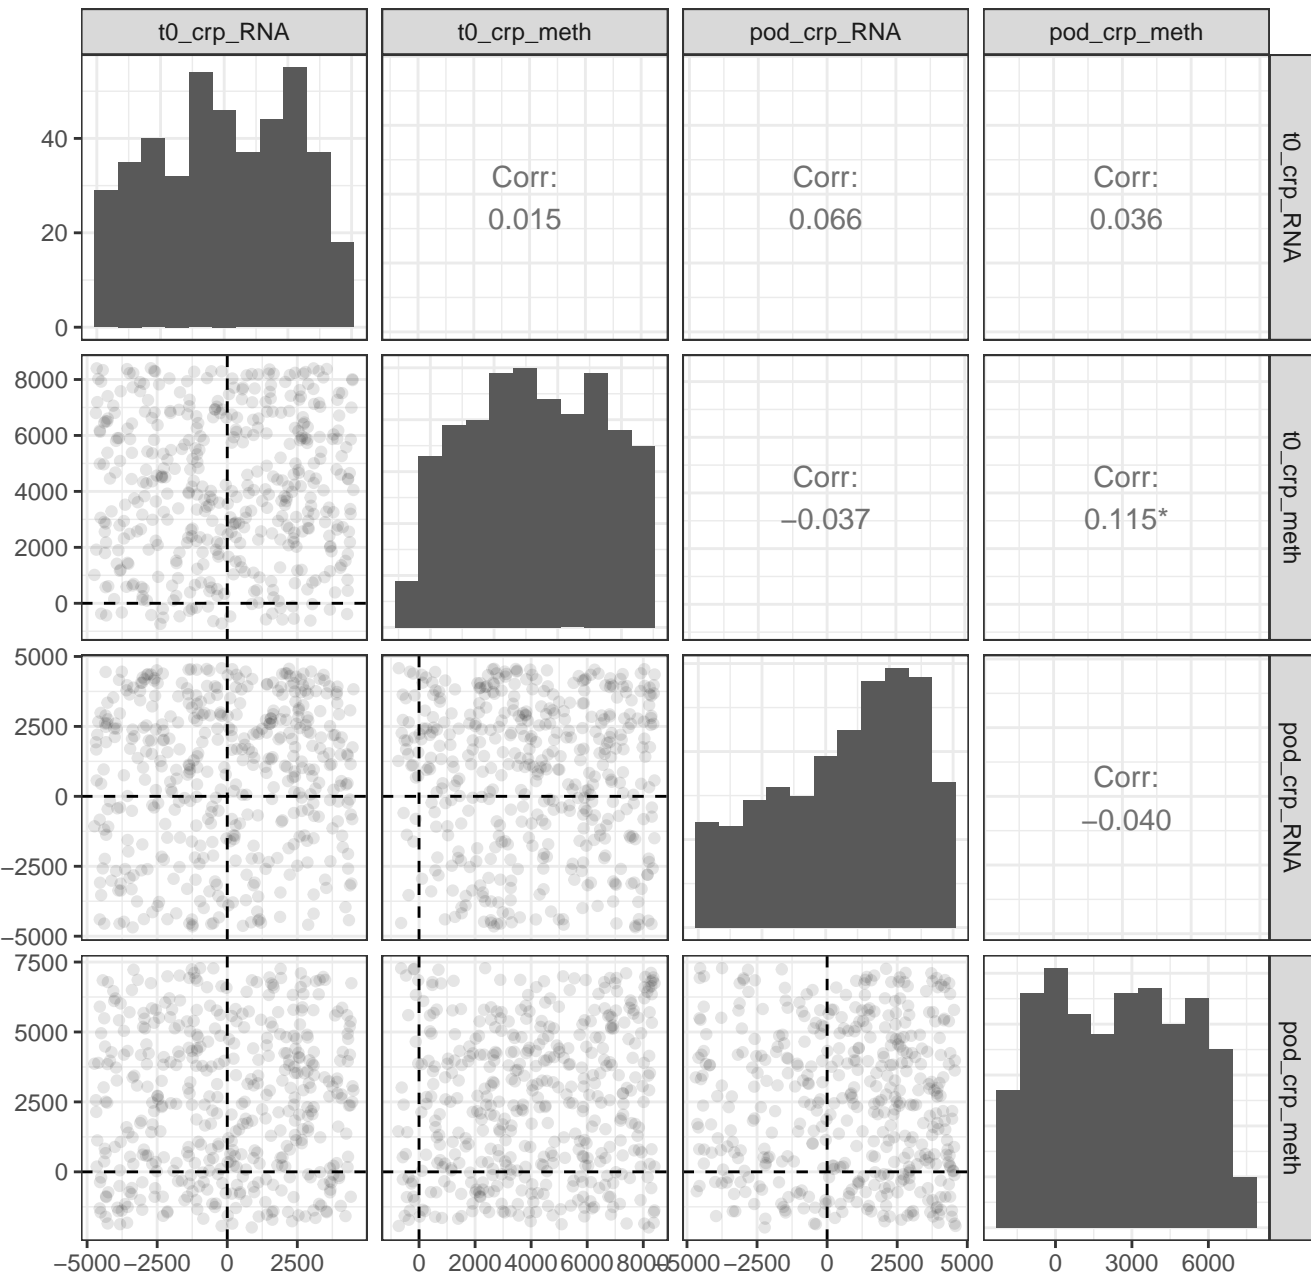 t0_crp_RNA t0_crp_meth pod_crp_RNA pod_crp_meth
40
20
0
Corr:
0.015
Corr:
0.066
Corr:
0.036
t0_crp_RNA
8000
6000
4000
2000
0
Corr:
−0.037
Corr:
0.115*
t0_crp_meth
5000
2500
0
−2500
−5000
Corr:
−0.040
pod_crp_RNA
7500
5000
2500
0
pod_crp_meth
−5000 −2500 0 2500 0 2000 4000 6000 8000 −5000 −2500 0 2500 5000 0 3000 6000